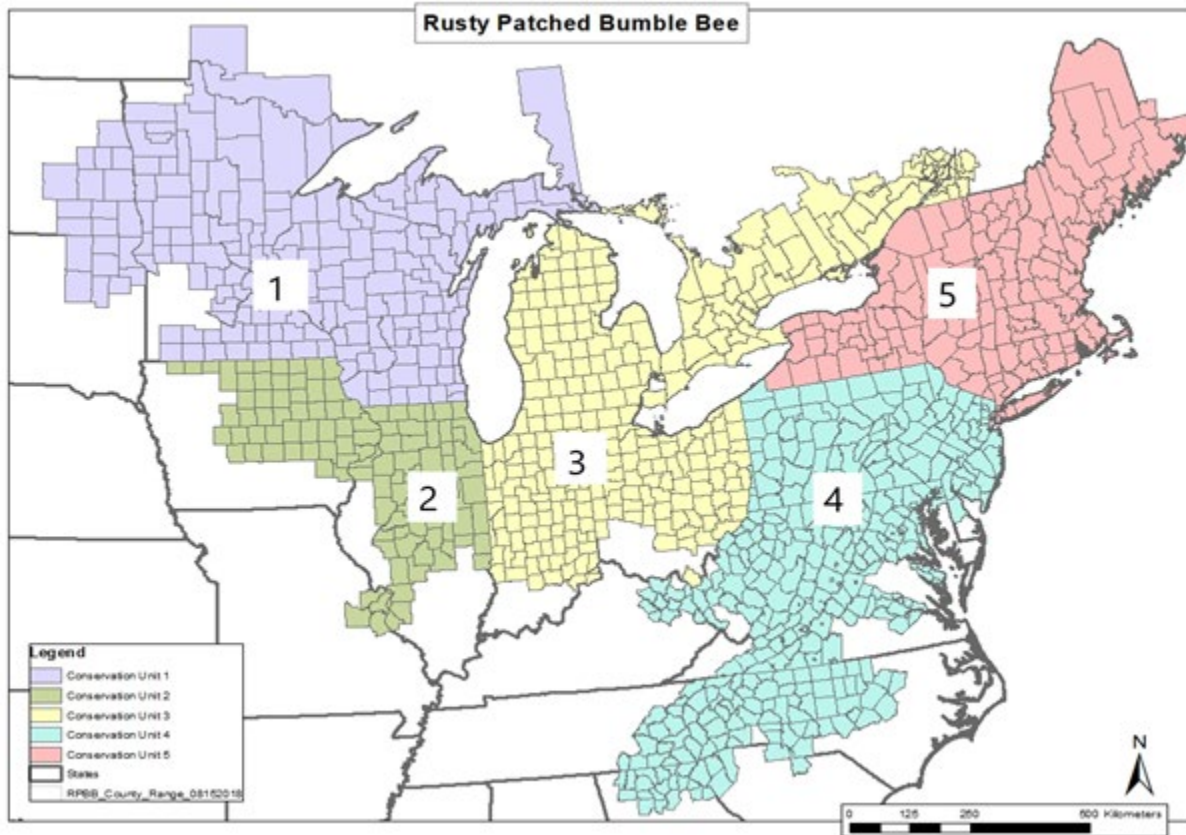 Rusty Patched Bumble Bee
1
2
3
4
5
Legend
Conservation Unit 1
Conservation Unit 2
Conservation Unit 3
Conservation Unit 4
Conservation Unit 5
States
RPBB_County_Range_08152018
N
0 125 250 500 Kilometers